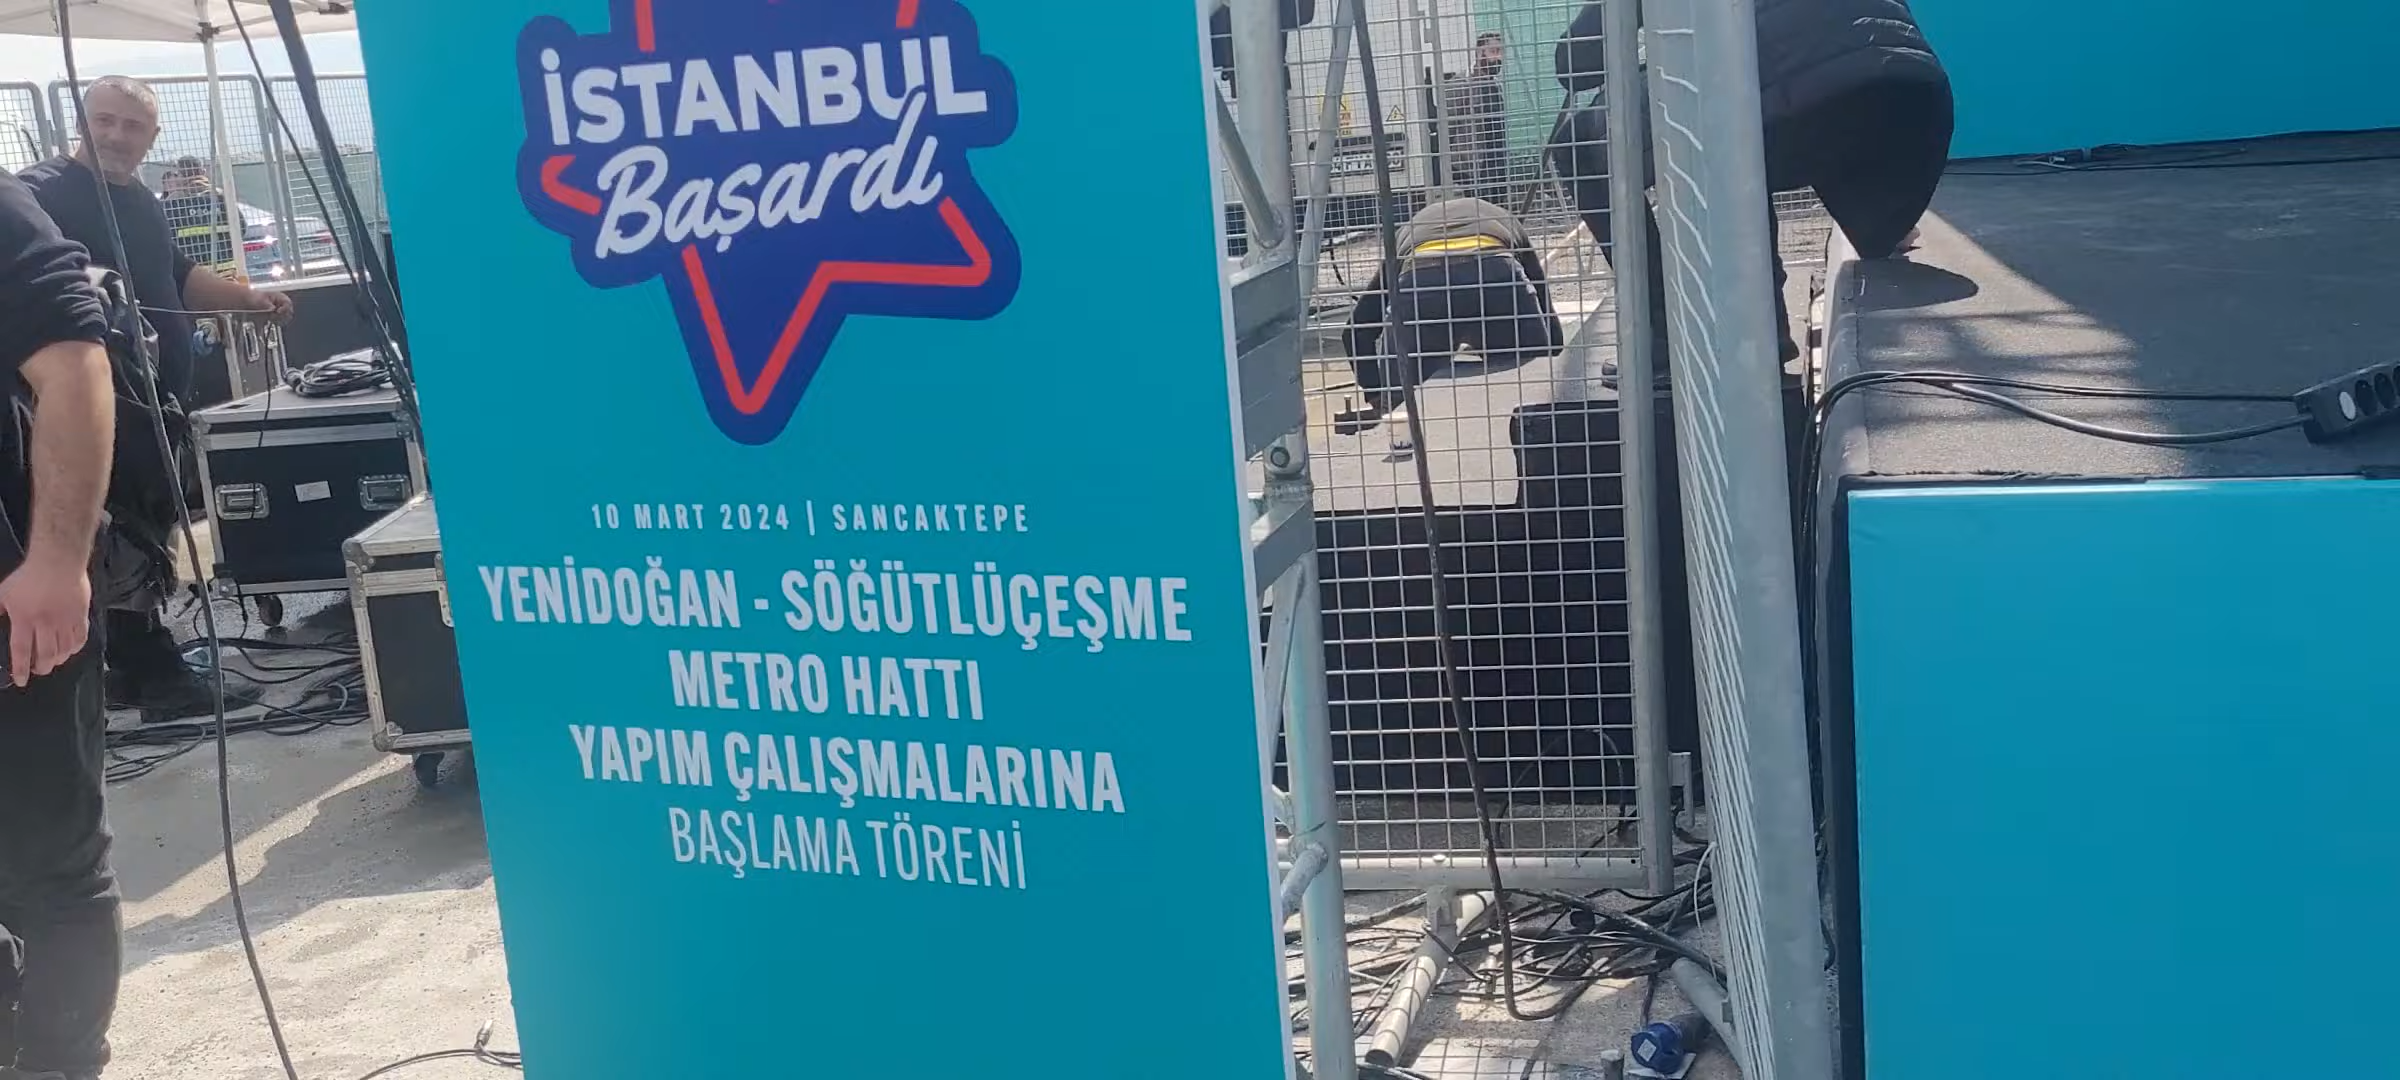 İSTANBUL
Başardı
10 MART 2024 | SANCAKTEPE
YENİDOĞAN - SÖĞÜTLÜÇEŞME
METRO HATTI
YAPIM ÇALIŞMALARINA
BAŞLAMA TÖRENİ